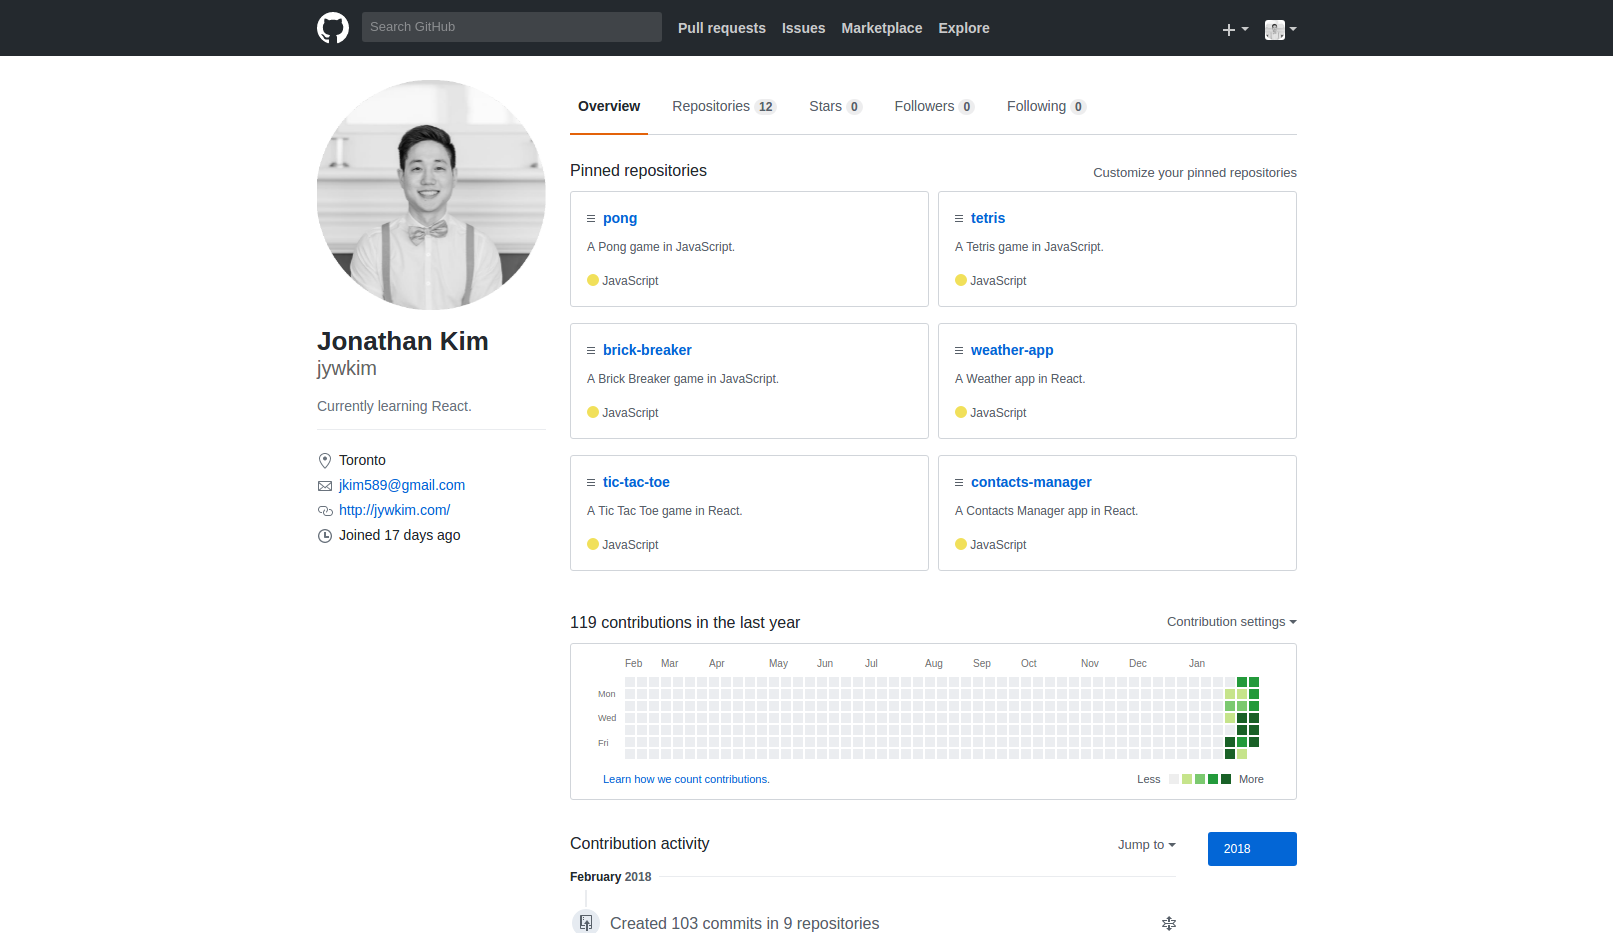 Search GitHub
Pull requests Issues Marketplace Explore
Overview Repositories 12 Stars 0 Followers 0 Following 0
Jonathan Kim
jywkim
Currently learning React.
Toronto
jkim589@gmail.com
http://jywkim.com/
Joined 17 days ago
Pinned repositories
Customize your pinned repositories
pong
A Pong game in JavaScript.
JavaScript
tetris
A Tetris game in JavaScript.
JavaScript
brick-breaker
A Brick Breaker game in JavaScript.
JavaScript
weather-app
A Weather app in React.
JavaScript
tic-tac-toe
A Tic Tac Toe game in React.
JavaScript
contacts-manager
A Contacts Manager app in React.
JavaScript
119 contributions in the last year
Contribution settings
Feb Mar Apr May Jun Jul Aug Sep Oct Nov Dec Jan
Mon
Wed
Fri
Learn how we count contributions.
Less More
Contribution activity
Jump to
2018
February 2018
Created 103 commits in 9 repositories